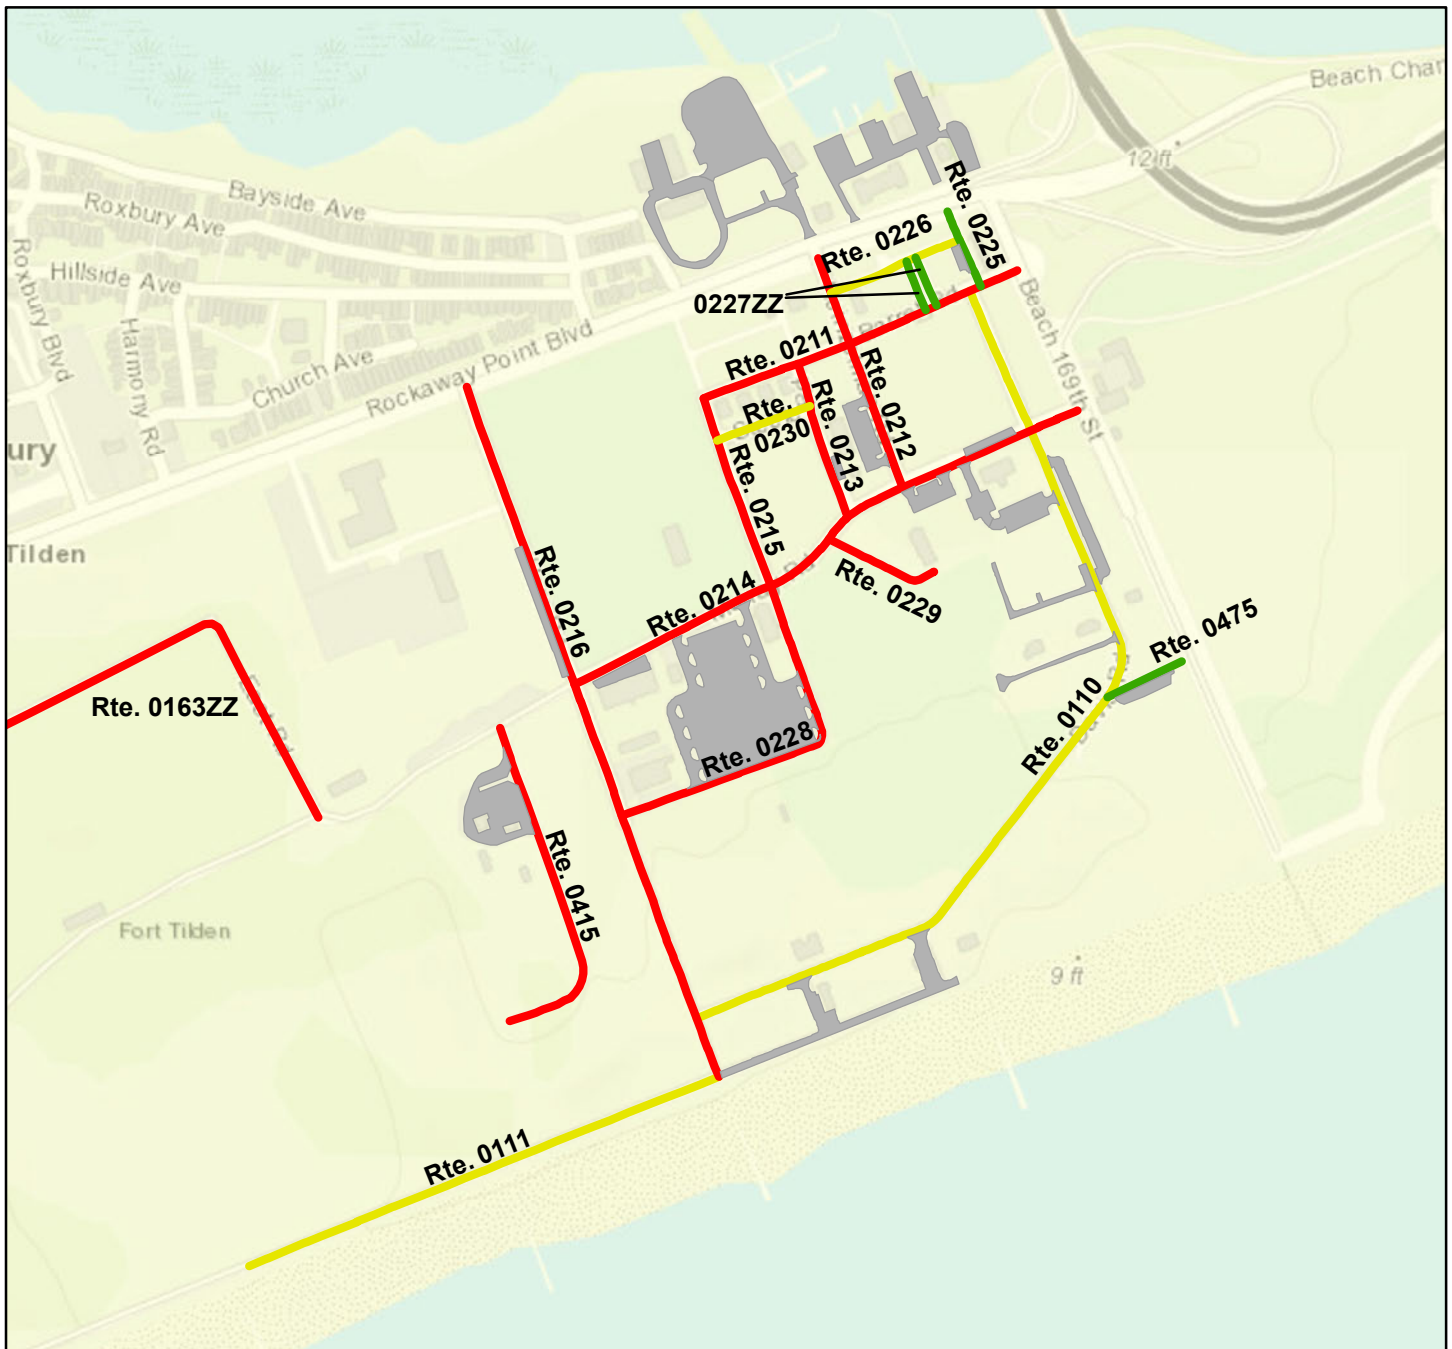 Beach Char
12 ft
Bayside Ave
Roxbury Ave
Rte. 0225
Rte. 0226
Hillside Ave
Roxbury Blvd
0227ZZ
Beach 169th St
Harmony Rd
Church Ave
Rockaway Point Blvd
Rte. 0211
Rte. 0212
Rte.
0230
Rte. 0213
ury
Rte. 0215
Tilden
Rte. 0216
Rte. 0214
Rte. 0229
Rte. 0475
Rte. 0163ZZ
East Rd
Rte. 0110
Rte. 0228
Rte. 0415
Fort Tilden
9 ft
Rte. 0111